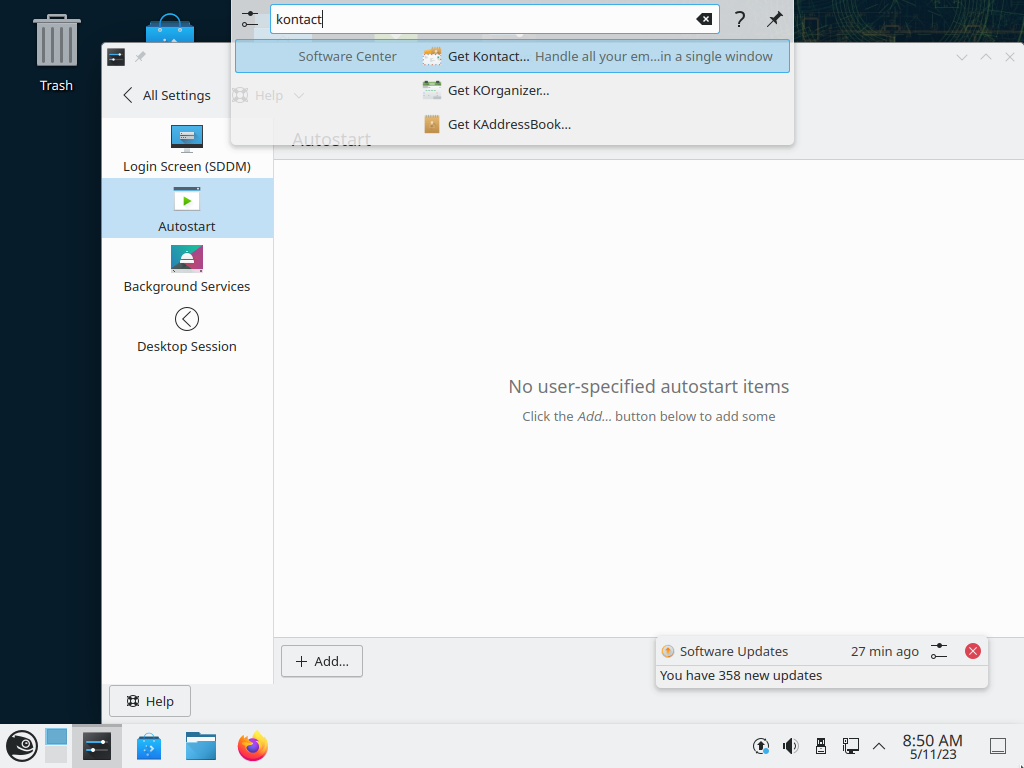 kontact
?
Software Center Get Kontact... Handle all your em...in a single window
Get KOrganizer...
Get KAddressBook...
Trash
All Settings
Help
Autostart
Login Screen (SDDM)
Autostart
Background Services
Desktop Session
No user-specified autostart items
Click the Add... button below to add some
+ Add...
Software Updates 27 min ago
You have 358 new updates
Help
8:50 AM
5/11/23